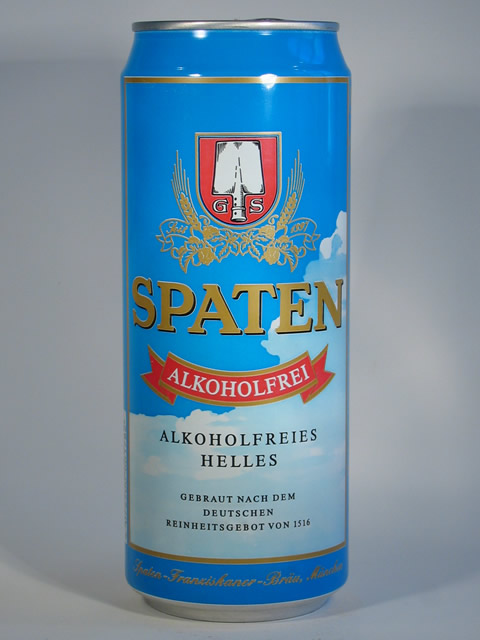 G S
Seit 1397
SPATEN
ALKOHOLFREI
ALKOHOLFREIES
HELLES
GEBRAUT NACH DEM
DEUTSCHEN
REINHEITSGEBOT VON 1516
Spaten-Franziskaner-Bräu, München